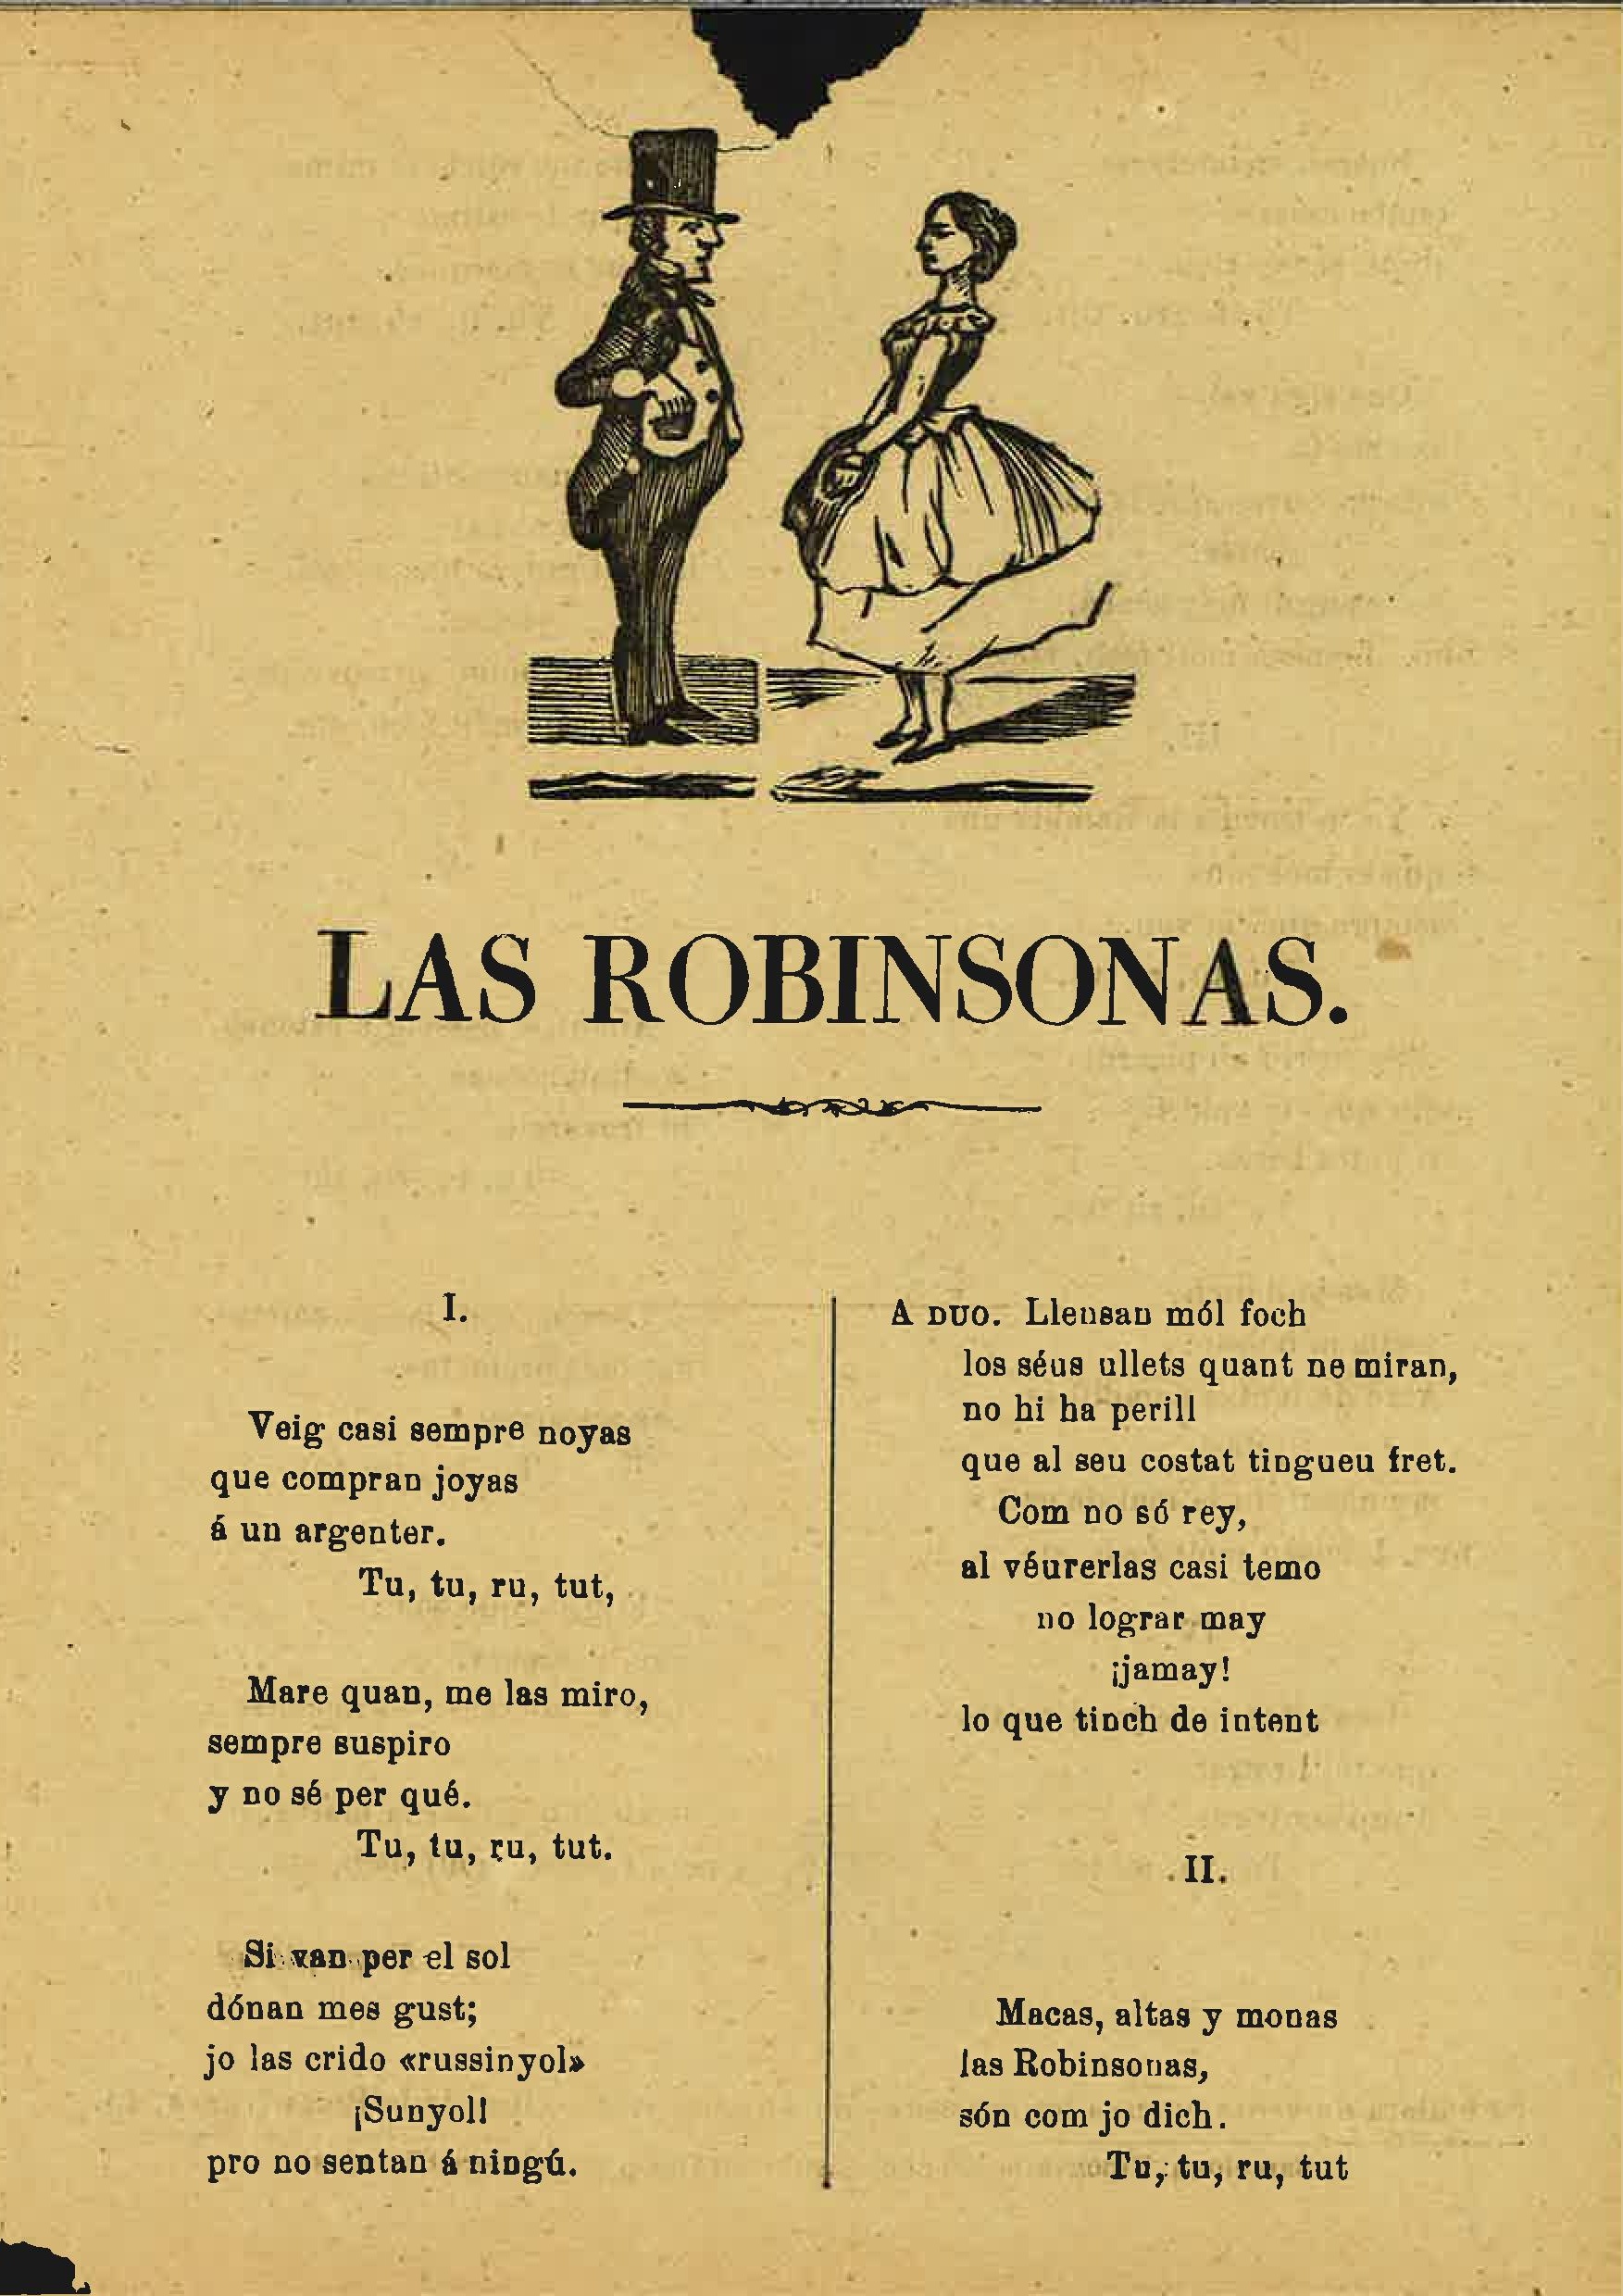 LAS ROBINSONAS.
I.
Veig casi sempre noyas
que compran joyas
á un argenter.
Tu, tu, ru, tut,
Mare quan, me las miro,
sempre suspiro
y no sé per qué.
Tu, tu, ru, tut.
Si van per el sol
dónan mes gust;
jo las crido «russinyol»
¡Sunyol!
pro no sentan á ningú.
A DUO. Llensan mól foch
los séus ullets quant ne miran,
no hi ha perill
que al seu costat tingueu fret.
Com no só rey,
al véurerlas casi temo
no lograr may
¡jamay!
lo que tinch de intent
II.
Macas, altas y monas
las Robinsonas,
són com jo dich.
Tu, tu, ru, tut